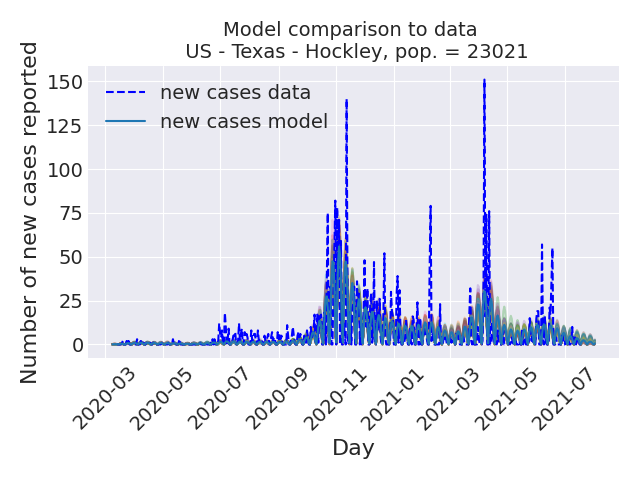 Model comparison to data
US - Texas - Hockley, pop. = 23021
Number of new cases reported
150
125
100
75
50
25
0
new cases data
new cases model
2020-03
2020-05
2020-07
2020-09
2020-11
2021-01
2021-03
2021-05
2021-07
Day